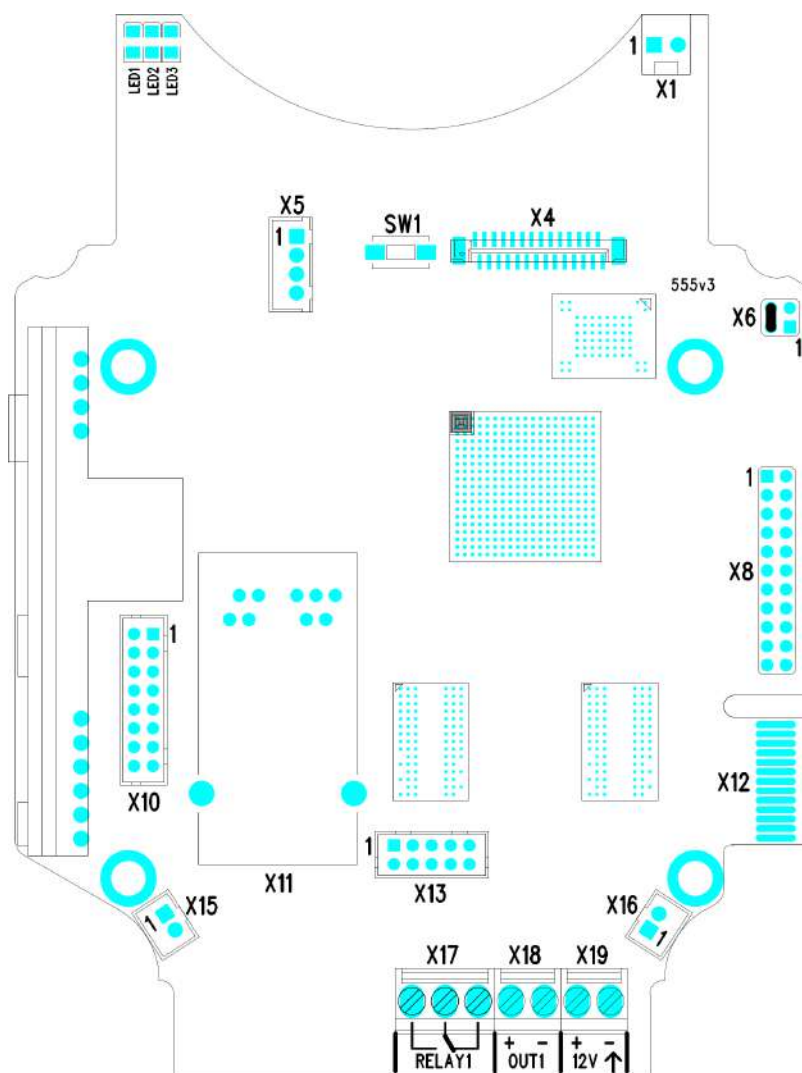 1
X1
LED1
LED2
LED3
X5
1
SW1
X4
555v3
X6
1
1
X8
1
X10
X12
X11
1
X13
X15
1
X16
1
X17
X18
X19
+ -
+ -
RELAY1
OUT1
12V